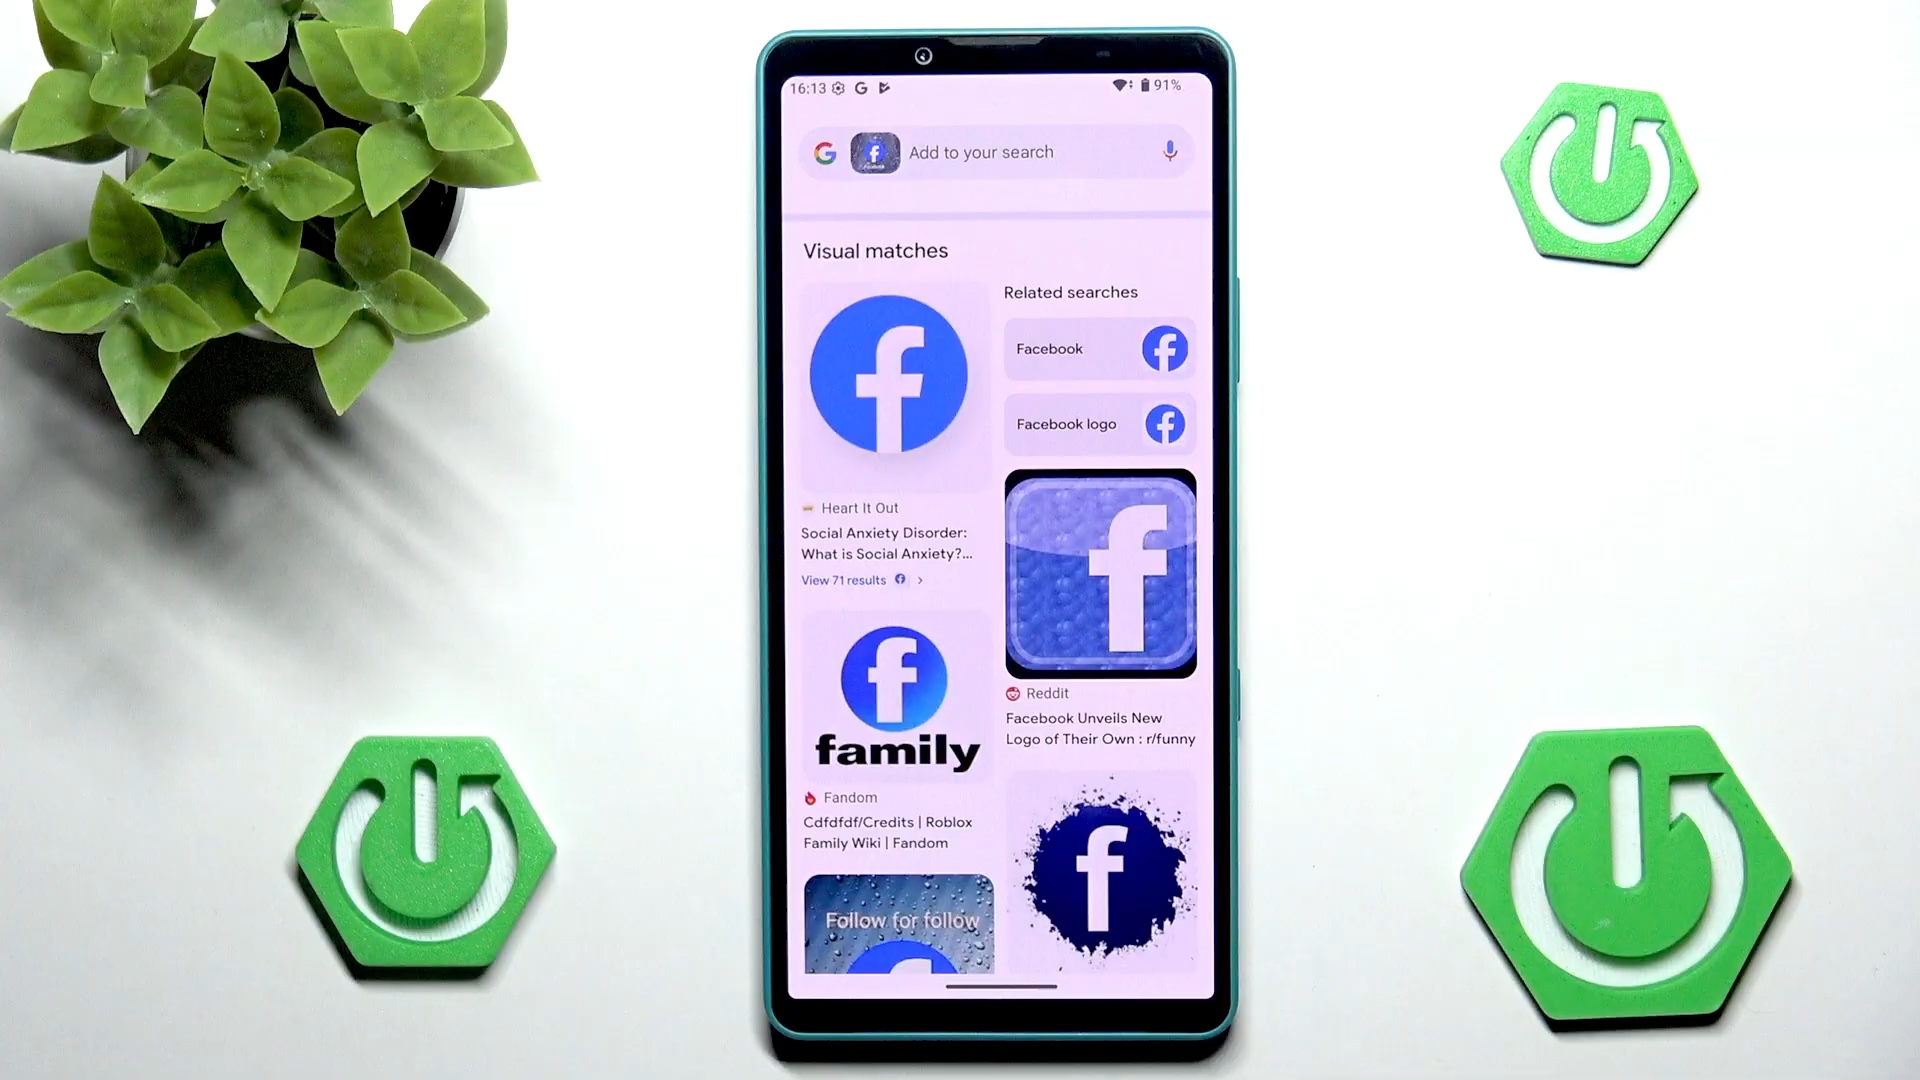 16:13
91%
Add to your search
Visual matches
Heart It Out
Social Anxiety Disorder:
What is Social Anxiety?...
View 71 results
family
Fandom
Cdfdfdf/Credits | Roblox
Family Wiki | Fandom
Follow for follow
Related searches
Facebook
Facebook logo
Reddit
Facebook Unveils New
Logo of Their Own : r/funny